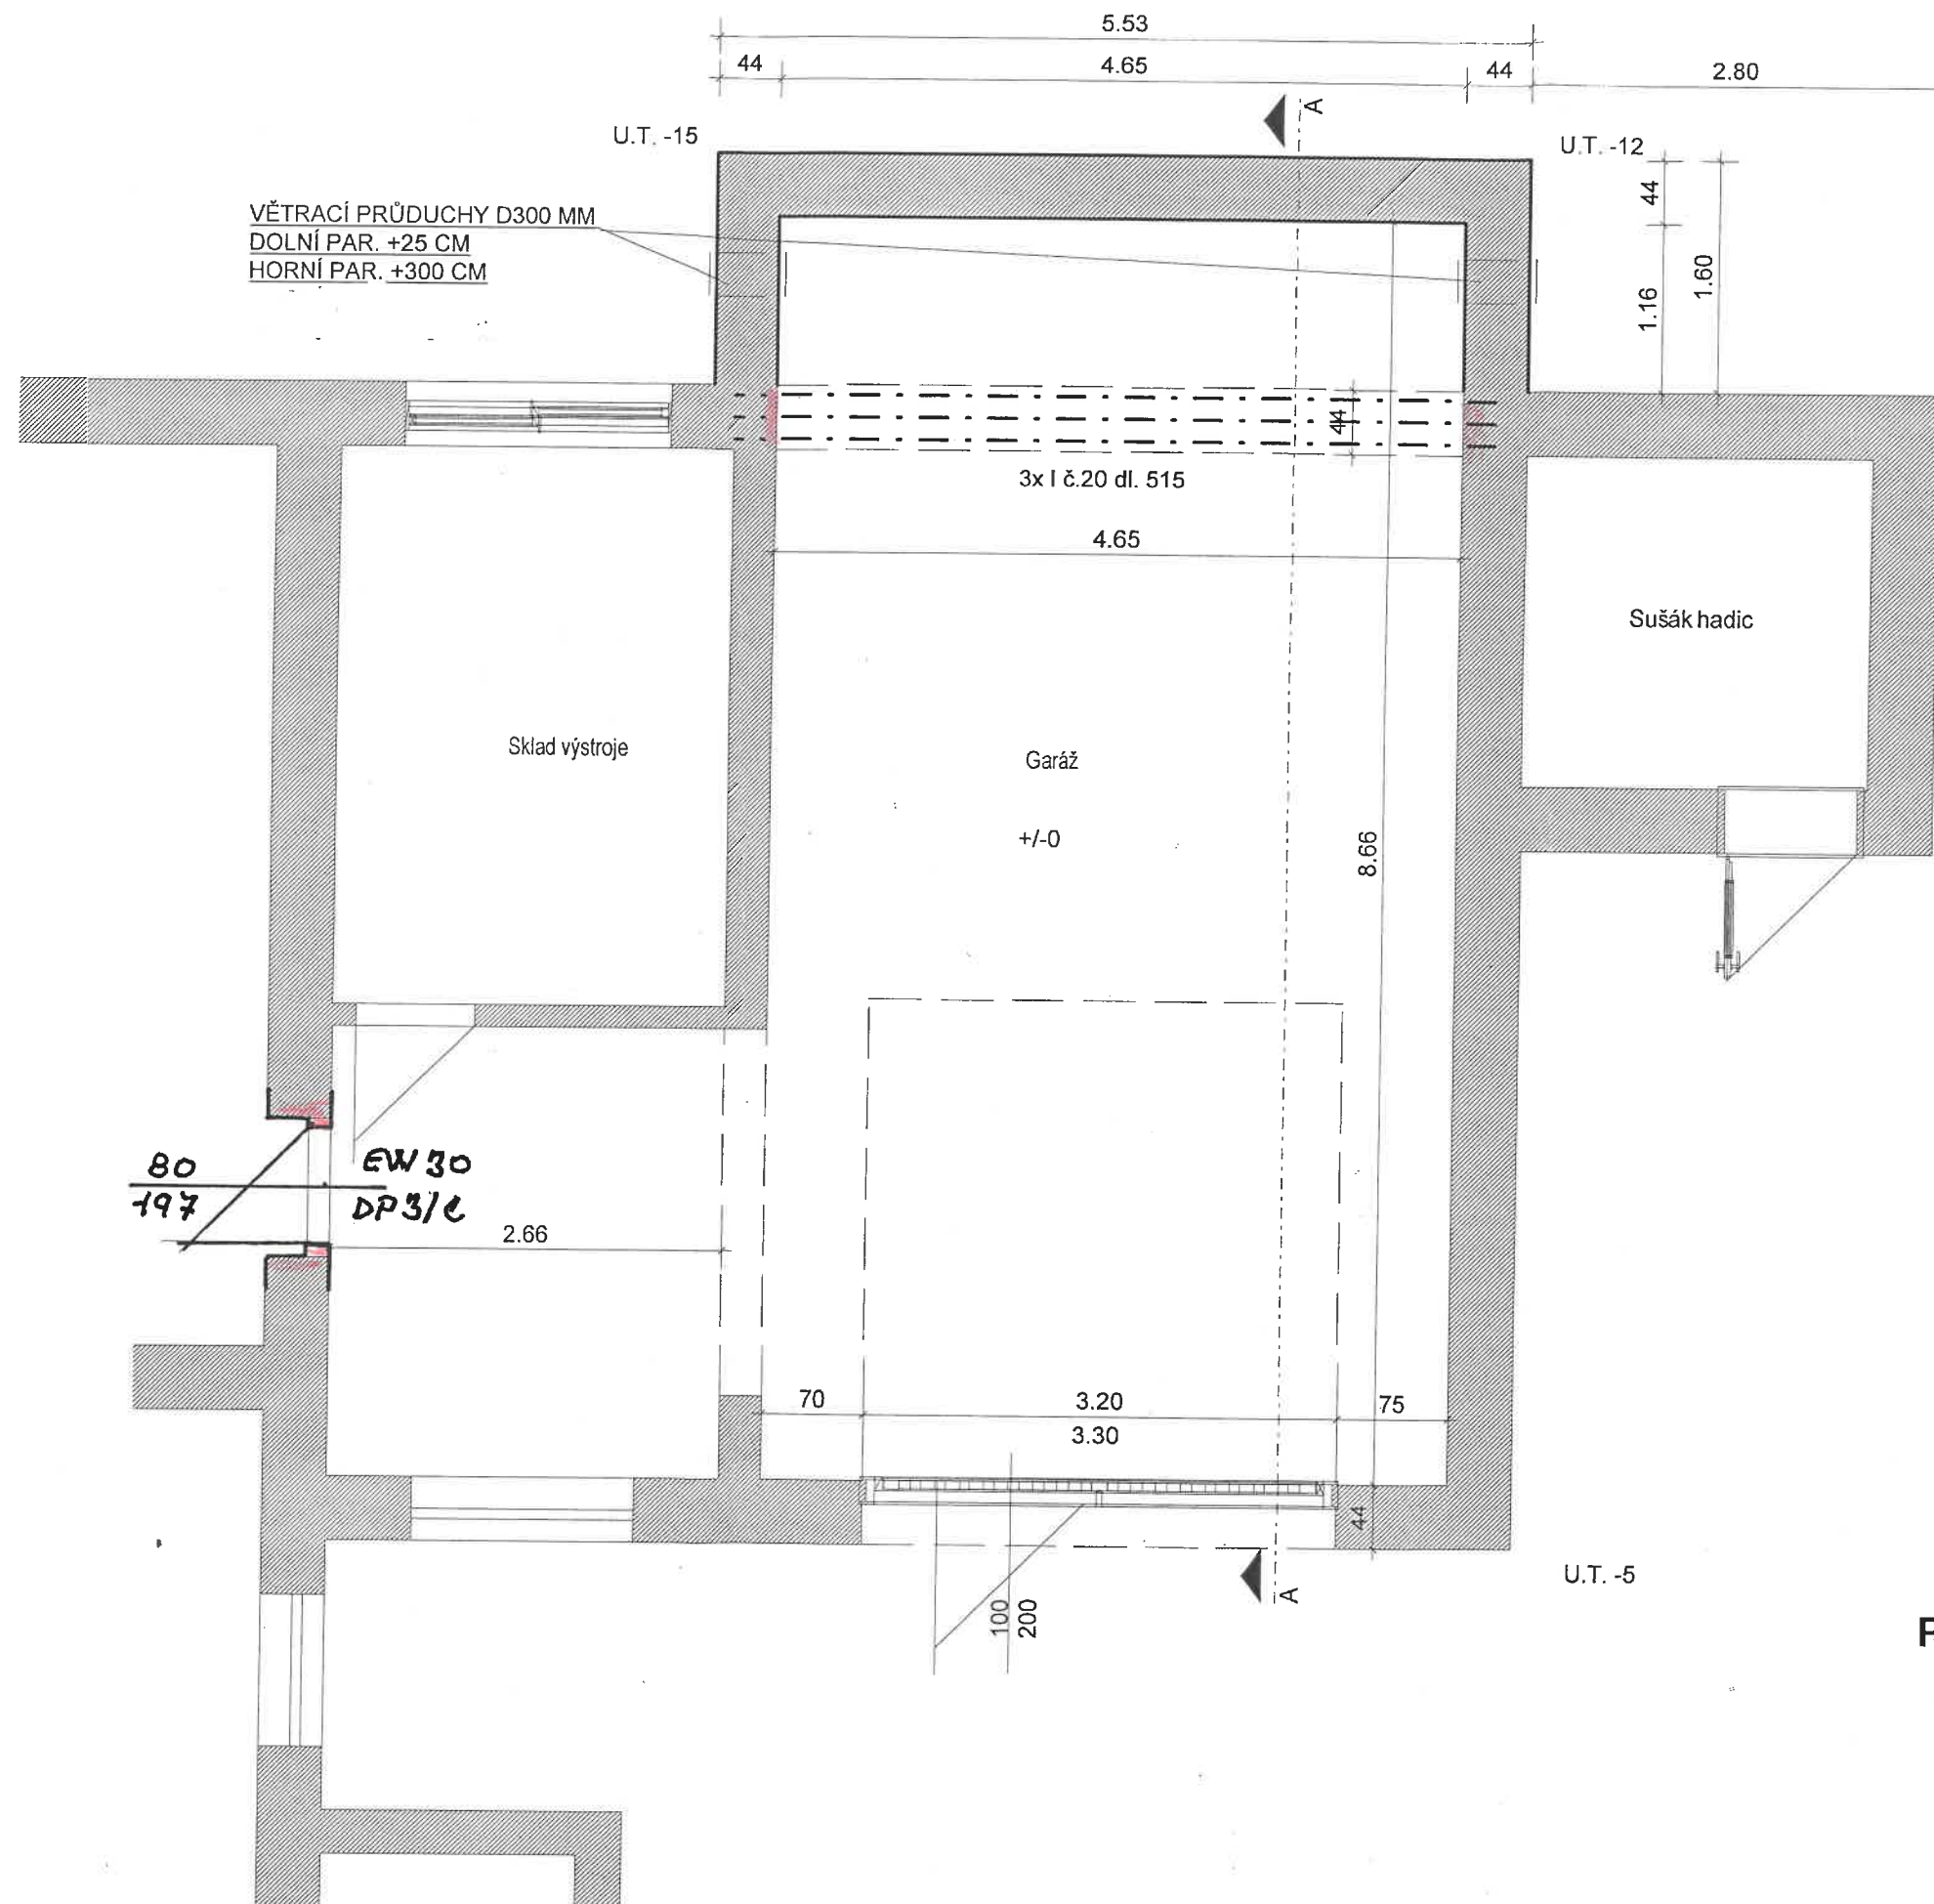 5.53
44
4.65
44
2.80
A
U.T. -15
U.T. -12
VĚTRACÍ PRŮDUCHY D300 MM
DOLNÍ PAR. +25 CM
HORNÍ PAR. +300 CM
44
1.16
1.60
44
3x I č.20 dl. 515
4.65
Sušák hadic
Sklad výstroje
Garáž
+/-0
8.66
80
197
EW 30
DP3/C
2.66
70
3.20
75
3.30
44
A
100
200
U.T. -5
P